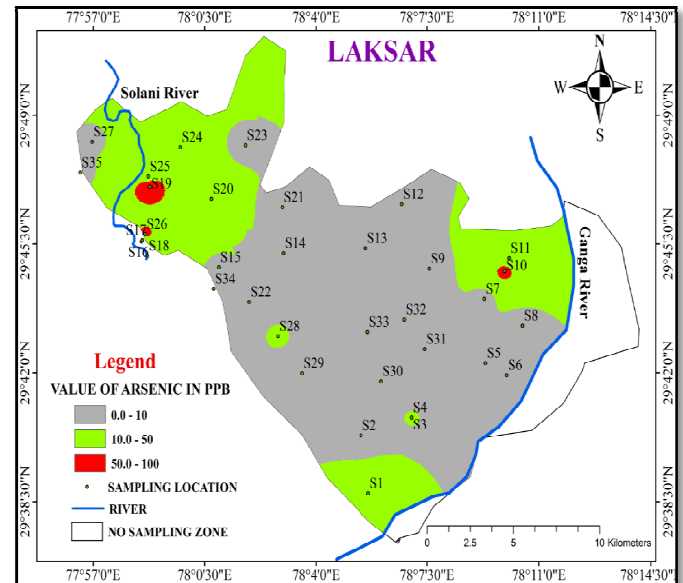 77°57'0"E 78°0'30"E 78°4'0"E 78°7'30"E 78°11'0"E 78°14'30"E
LAKSAR
N
W E
S
Solani River
29°49'0"N 29°49'0"N
S27
S24
S23
S35
S25
S19
S20
S21
S12
S26
S17
S18
S16
S14
S13
S11
S10
S9
29°45'30"N 29°45'30"N
Ganga River
S15
S34
S22
S7
S8
S32
S33
S28
S31
S5
S6
S29
S30
29°42'0"N 29°42'0"N
S4
S3
S2
S1
Legend
VALUE OF ARSENIC IN PPB
0.0 - 10
10.0 - 50
50.0 - 100
SAMPLING LOCATION
RIVER
NO SAMPLING ZONE
29°38'30"N 29°38'30"N
0 2.5 5 10 Kilometers
77°57'0"E 78°0'30"E 78°4'0"E 78°7'30"E 78°11'0"E 78°14'30"E